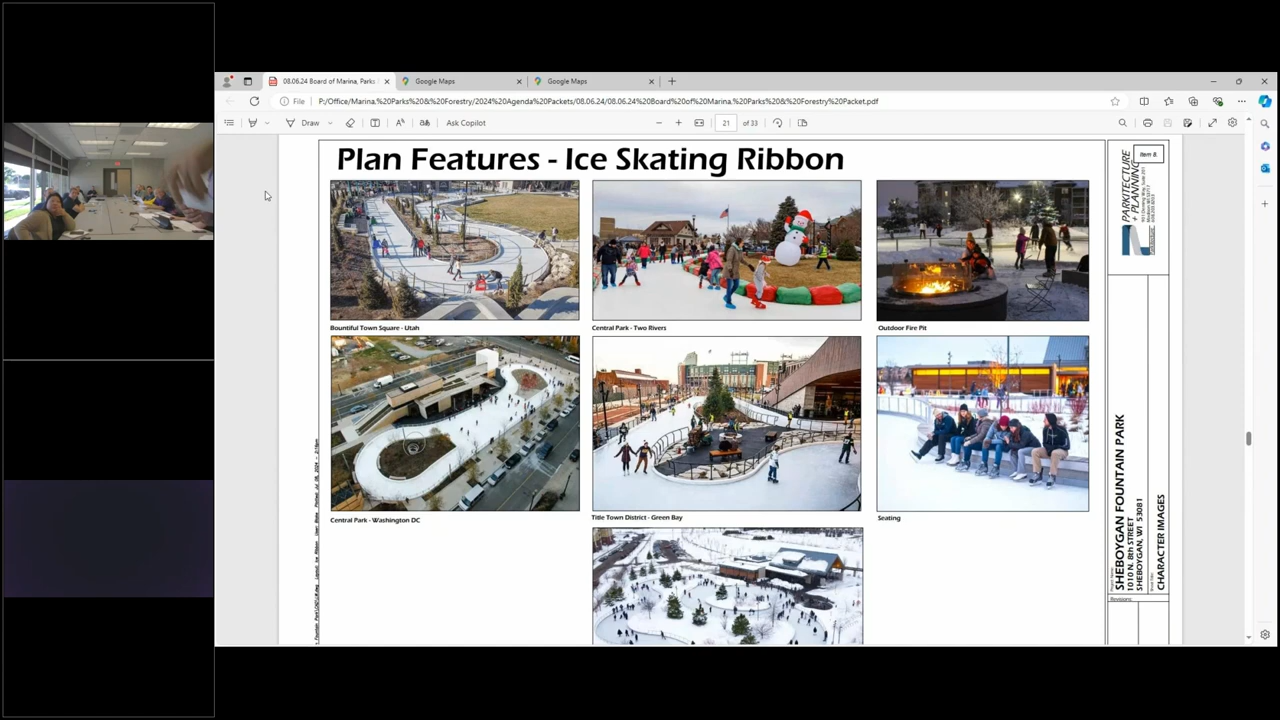 08.06.24 Board of Marina, Parks
Google Maps
Google Maps
File
P:/Office/Marina,%20Parks%20&%20Forestry/2024%20Agenda%20Packets/08.06.24/08.06.24%20Board%20of%20Marina,%20Parks%20&%20Forestry%20Packet.pdf
Draw
Ask Copilot
21
of 33
Plan Features - Ice Skating Ribbon
Item 8.
PARKITECTURE
+ PLANNING
Bountiful Town Square - Utah
Central Park - Two Rivers
Outdoor Fire Pit
Central Park - Washington DC
Title Town District - Green Bay
Seating
SHEBOYGAN FOUNTAIN PARK
1010 N. 8th STREET
SHEBOYGAN, WI 53081
CHARACTER IMAGES
Revisions: